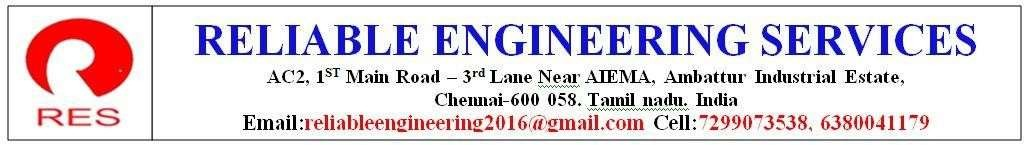 RES
RELIABLE ENGINEERING SERVICES
AC2, 1ST Main Road – 3rd Lane Near AIEMA, Ambattur Industrial Estate,
Chennai-600 058. Tamil nadu. India
Email:reliableengineering2016@gmail.com Cell:7299073538, 6380041179